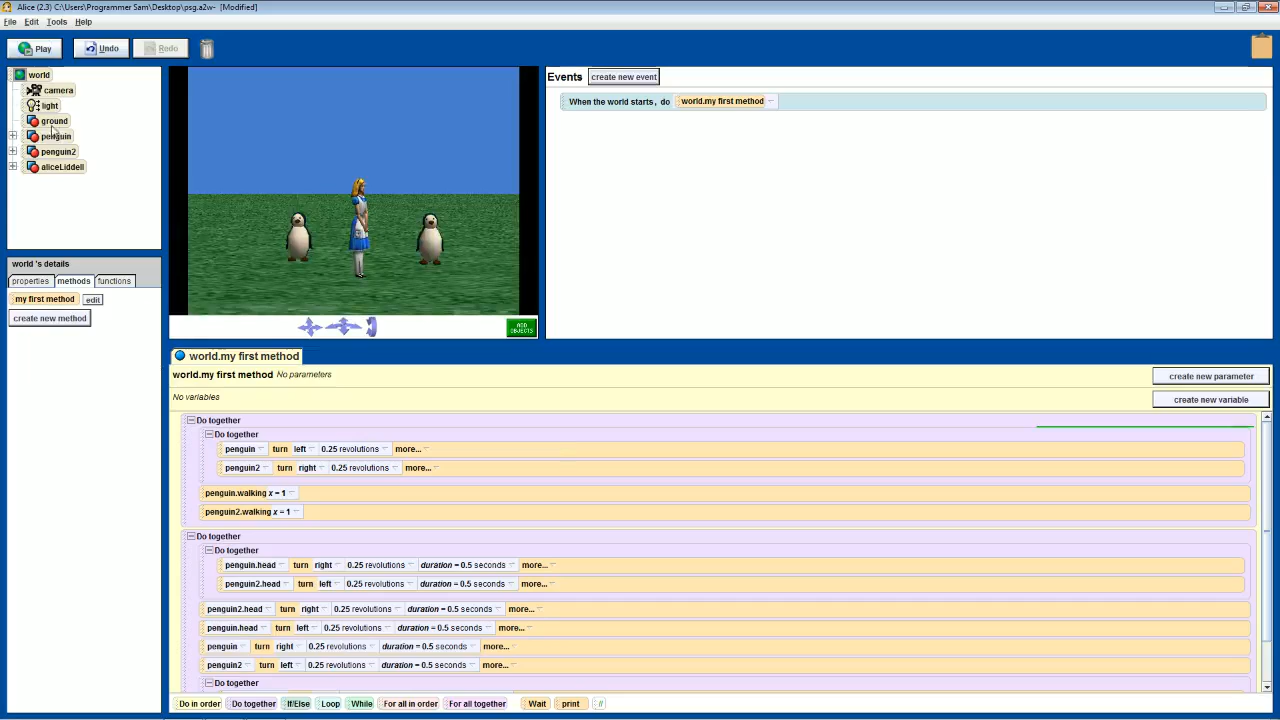 Alice (2.3) C:\Users\Programmer Sam\Desktop\psg.a2w- [Modified]
File Edit Tools Help
Play Undo Redo
world
camera
light
ground
penguin
penguin2
aliceLiddell
ADD OBJECTS
Events create new event
When the world starts, do world.my first method
world 's details
properties methods functions
my first method edit
create new method
world.my first method
world.my first method No parameters
create new parameter
No variables
create new variable
Do together
Do together
penguin turn left 0.25 revolutions more...
penguin2 turn right 0.25 revolutions more...
penguin.walking x = 1
penguin2.walking x = 1
Do together
Do together
penguin.head turn right 0.25 revolutions duration = 0.5 seconds more...
penguin2.head turn left 0.25 revolutions duration = 0.5 seconds more...
penguin2.head turn right 0.25 revolutions duration = 0.5 seconds more...
penguin.head turn left 0.25 revolutions duration = 0.5 seconds more...
penguin turn right 0.25 revolutions duration = 0.5 seconds more...
penguin2 turn left 0.25 revolutions duration = 0.5 seconds more...
Do together
Do in order Do together If/Else Loop While For all in order For all together Wait print //